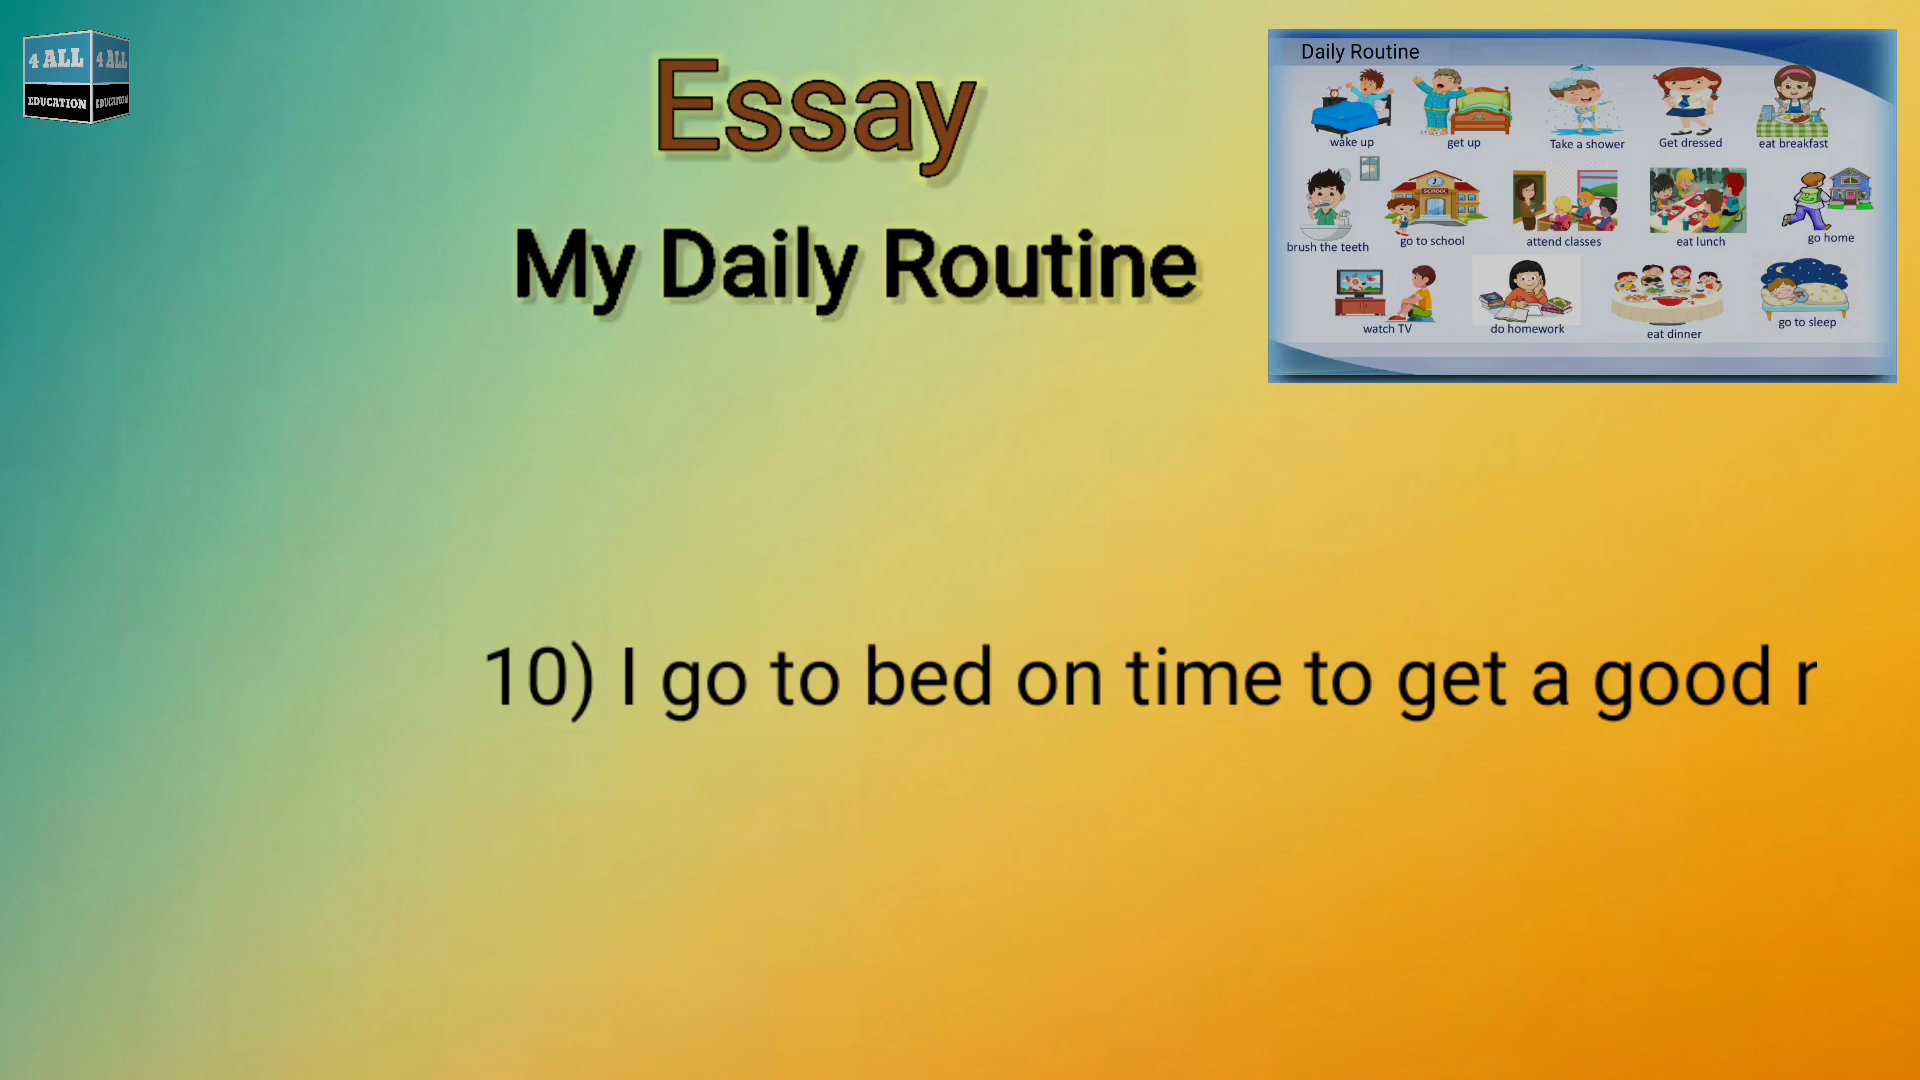 4 ALL 4 ALL
EDUCATION EDUCATION
Essay
My Daily Routine
Daily Routine
wake up get up Take a shower Get dressed eat breakfast
brush the teeth go to school attend classes eat lunch go home
SCHOOL
watch TV do homework eat dinner go to sleep
10) I go to bed on time to get a good r